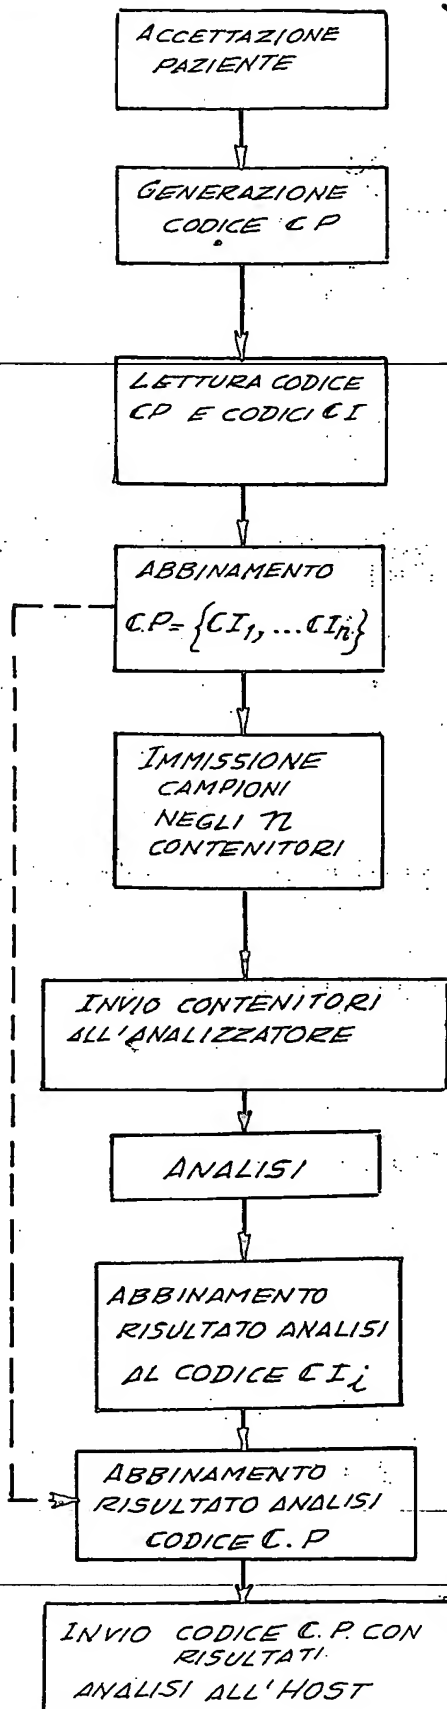 ACCETTAZIONE
PAZIENTE
GENERAZIONE
CODICE CP
LETTURA CODICE
CP E CODICI CI
ABBINAMENTO
C.P= {CI1, ...CIn}
IMMISSIONE
CAMPIONI
NEGLI n
CONTENITORI
INVIO CONTENITORI
ALL'ANALIZZATORE
ANALISI
ABBINAMENTO
RISULTATO ANALISI
AL CODICE CIi
ABBINAMENTO
RISULTATO ANALISI
CODICE C.P
INVIO CODICE C.P. CON
RISULTATI
ANALISI ALL'HOST